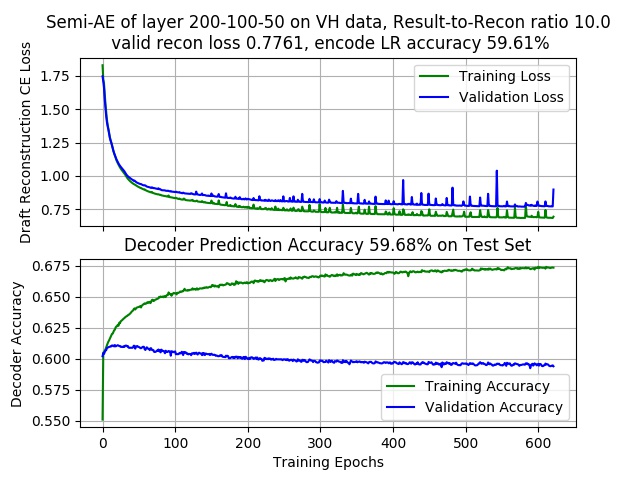 Semi-AE of layer 200-100-50 on VH data, Result-to-Recon ratio 10.0
valid recon loss 0.7761, encode LR accuracy 59.61%
Draft Reconstruction CE Loss
1.75
1.50
1.25
1.00
0.75
Training Loss
Validation Loss
Decoder Prediction Accuracy 59.68% on Test Set
Decoder Accuracy
0.675
0.650
0.625
0.600
0.575
0.550
Training Accuracy
Validation Accuracy
0 100 200 300 400 500 600
Training Epochs